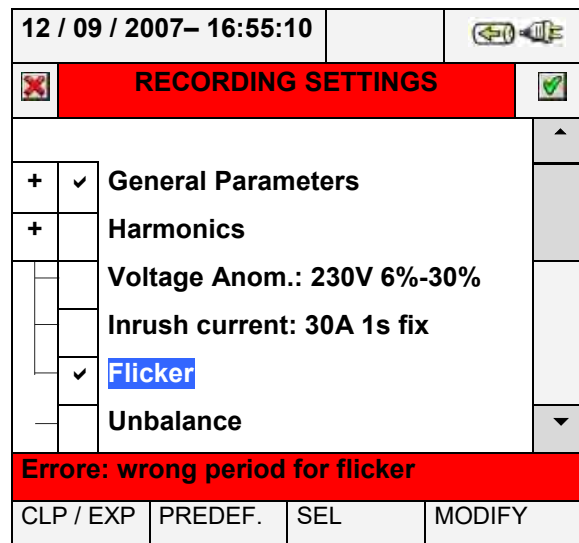 12 / 09 / 2007– 16:55:10
RECORDING SETTINGS
+ General Parameters
+ Harmonics
Voltage Anom.: 230V 6%-30%
Inrush current: 30A 1s fix
Flicker
Unbalance
Errore: wrong period for flicker
CLP / EXP PREDEF. SEL MODIFY